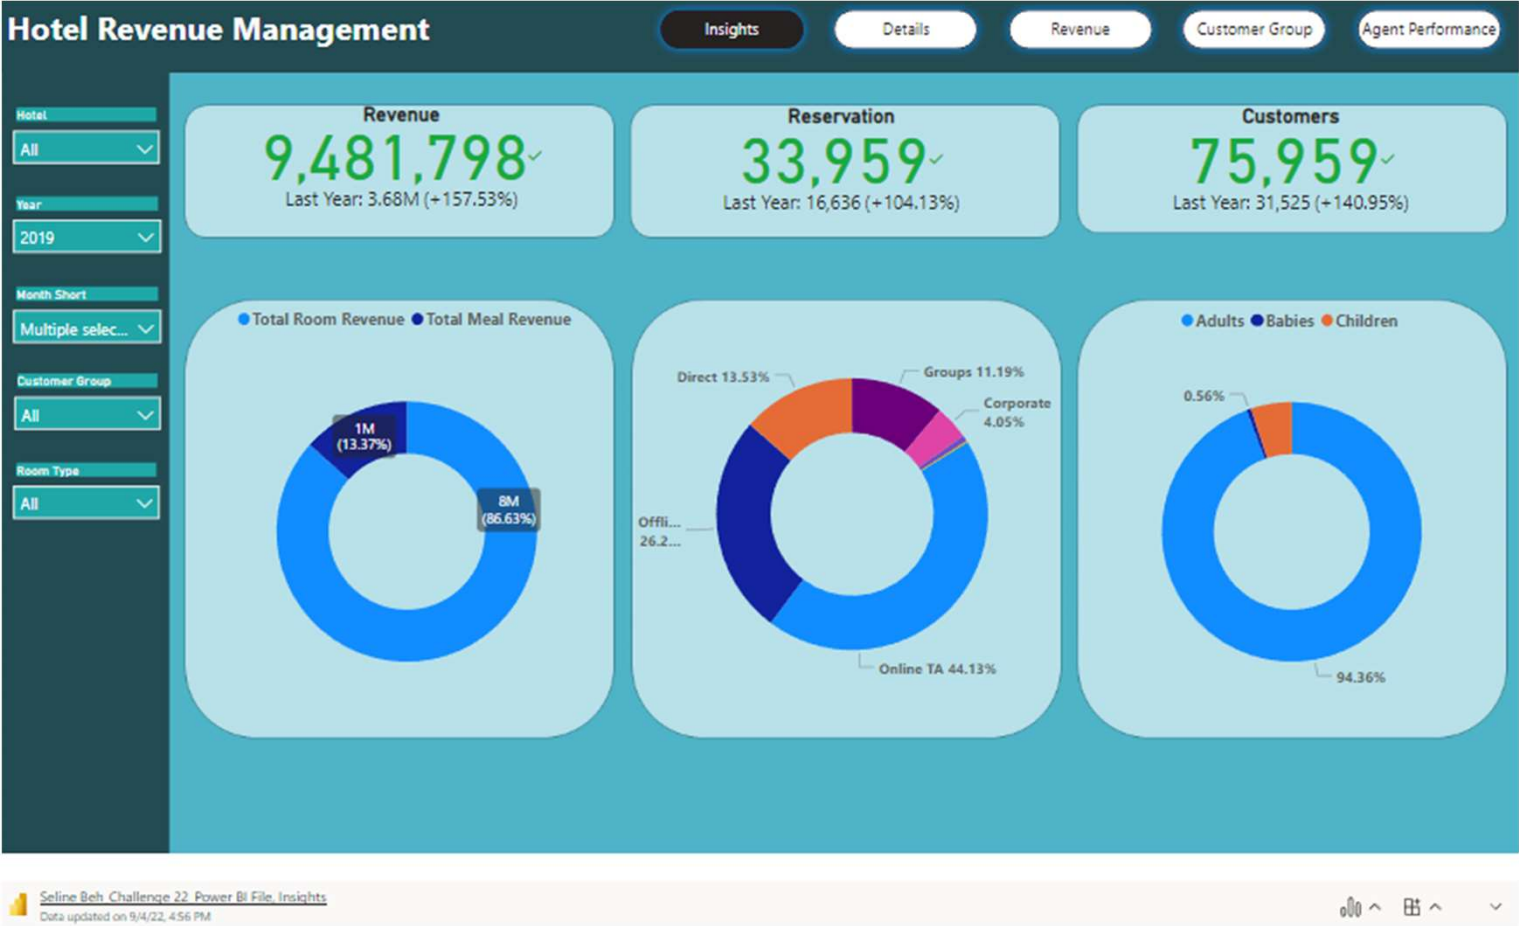 Hotel Revenue Management
Insights
Details
Revenue
Customer Group
Agent Performance
Hotel
All
Year
2019
Month Short
Multiple selec...
Customer Group
All
Room Type
All
Revenue
9,481,798
Last Year: 3.68M (+157.53%)
Reservation
33,959
Last Year: 16,636 (+104.13%)
Customers
75,959
Last Year: 31,525 (+140.95%)
Total Room Revenue Total Meal Revenue
1M
(13.37%)
8M
(86.63%)
Direct 13.53%
Groups 11.19%
Corporate
4.05%
Offli...
26.2...
Online TA 44.13%
Adults Babies Children
0.56%
94.36%
Seline Beh_Challenge 22_Power BI File, Insights
Data updated on 9/4/22, 4:56 PM